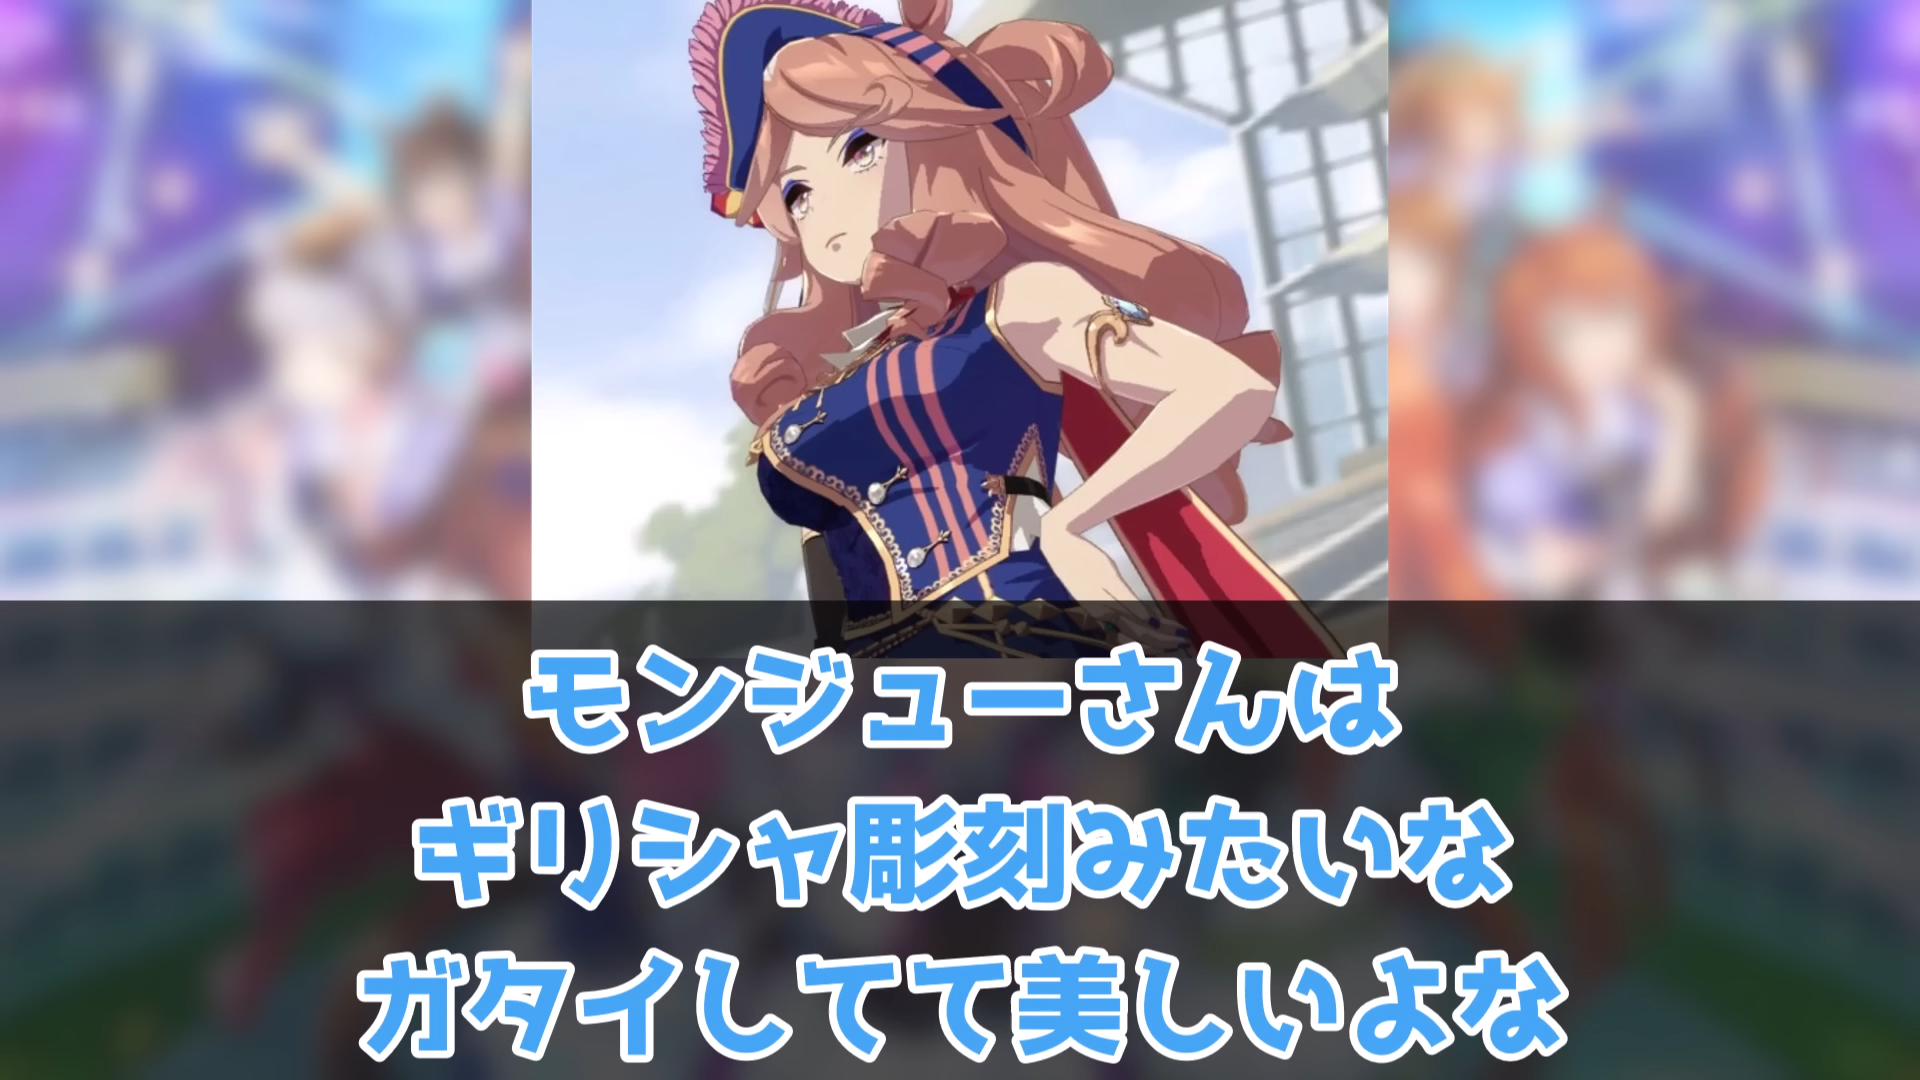 モンジューさんは
ギリシャ彫刻みたいな
ガタイしてて美しいよな